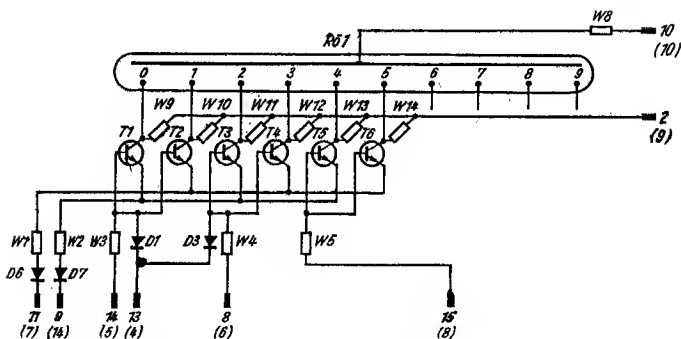 Rö1
W8
10
(10)
0 1 2 3 4 5 6 7 8 9
W9 W10 W11 W12 W13 W14
2
(9)
T1 T2 T3 T4 T5 T6
W1 W2 W3 D1 D3 W4 W5
D6 D7
11 9 14 13 8 15
(7) (14) (5) (4) (6) (8)